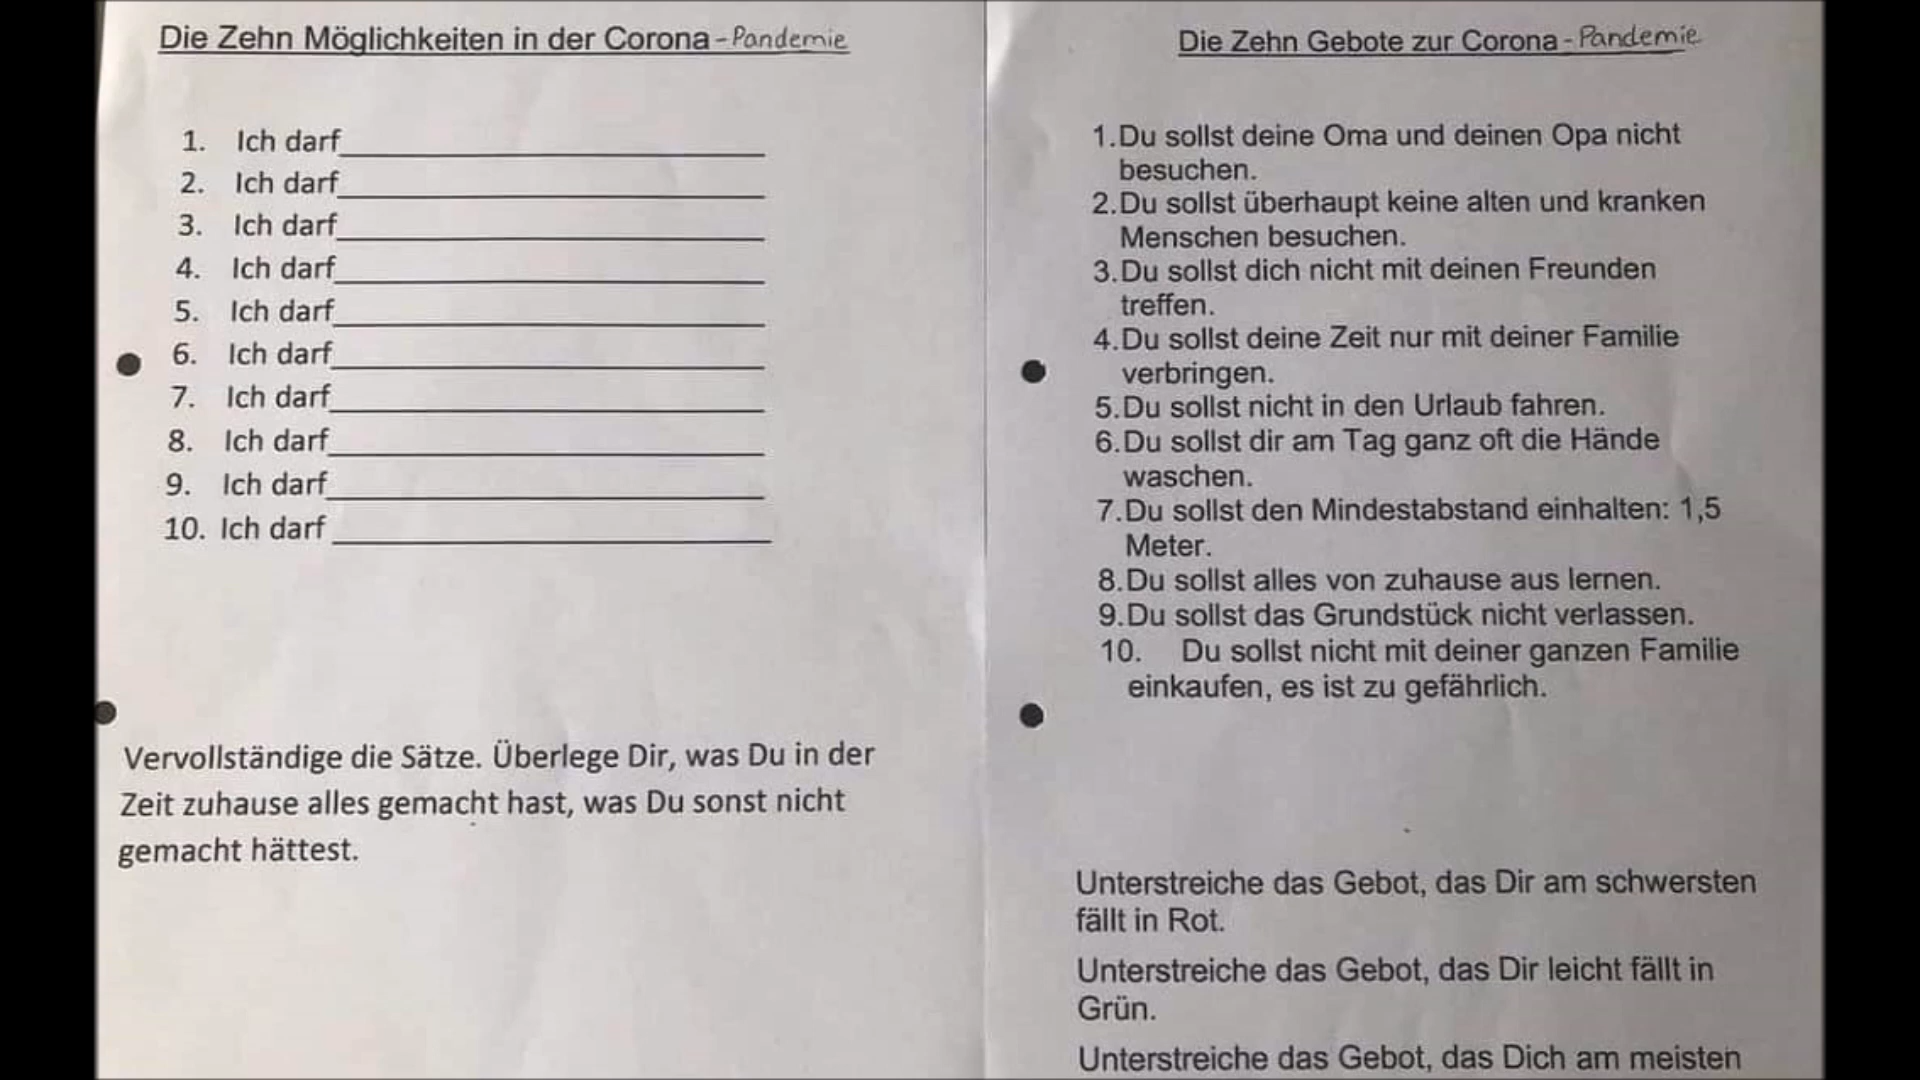 Die Zehn Möglichkeiten in der Corona-Pandemie
1. Ich darf
2. Ich darf
3. Ich darf
4. Ich darf
5. Ich darf
6. Ich darf
7. Ich darf
8. Ich darf
9. Ich darf
10. Ich darf
Vervollständige die Sätze. Überlege Dir, was Du in der
Zeit zuhause alles gemacht hast, was Du sonst nicht
gemacht hättest.
Die Zehn Gebote zur Corona-Pandemie
1. Du sollst deine Oma und deinen Opa nicht
besuchen.
2. Du sollst überhaupt keine alten und kranken
Menschen besuchen.
3. Du sollst dich nicht mit deinen Freunden
treffen.
4. Du sollst deine Zeit nur mit deiner Familie
verbringen.
5. Du sollst nicht in den Urlaub fahren.
6. Du sollst dir am Tag ganz oft die Hände
waschen.
7. Du sollst den Mindestabstand einhalten: 1,5
Meter.
8. Du sollst alles von zuhause aus lernen.
9. Du sollst das Grundstück nicht verlassen.
10. Du sollst nicht mit deiner ganzen Familie
einkaufen, es ist zu gefährlich.
Unterstreiche das Gebot, das Dir am schwersten
fällt in Rot.
Unterstreiche das Gebot, das Dir leicht fällt in
Grün.
Unterstreiche das Gebot, das Dich am meisten